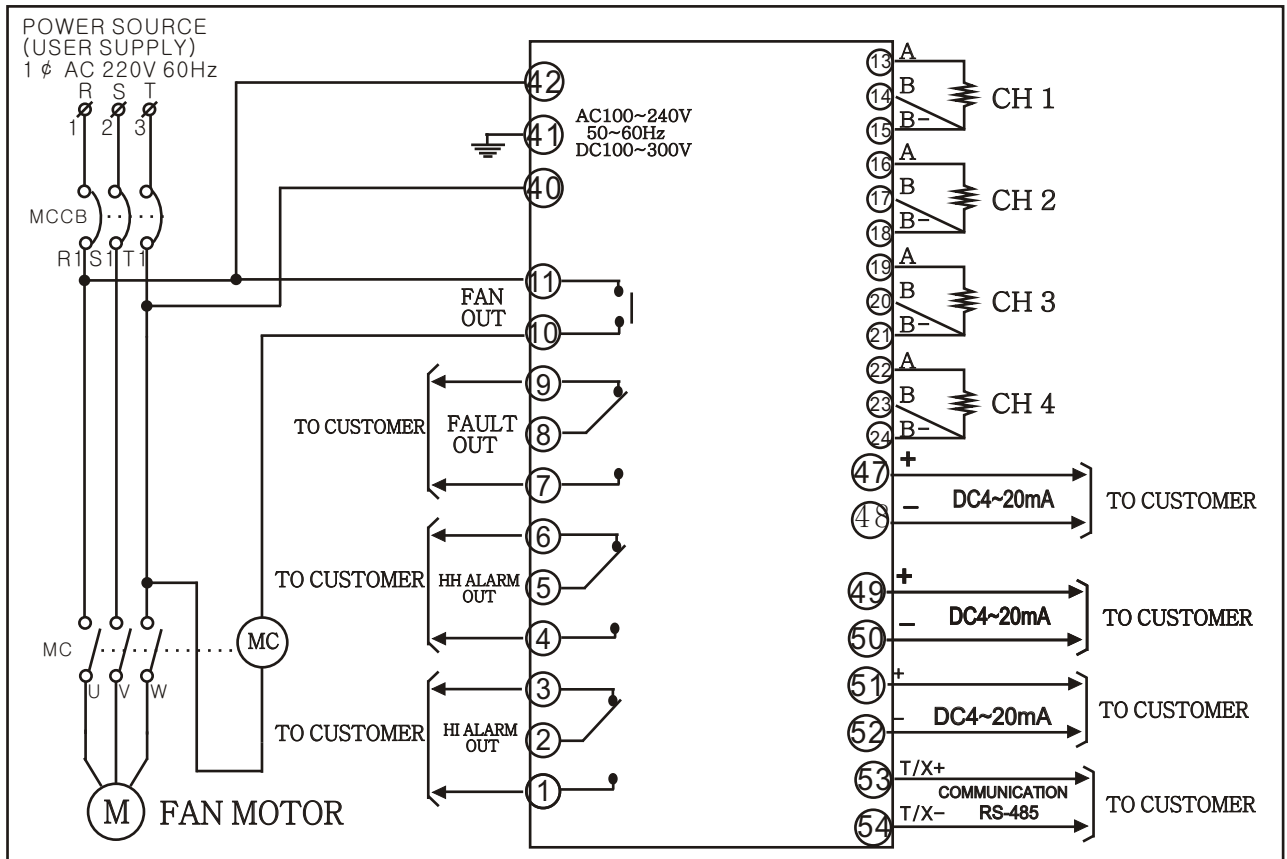 POWER SOURCE
(USER SUPPLY)
1 ¢ AC 220V 60Hz
R S T
1 2 3
MCCB
R1 S1 T1
MC
U V W
MC
M
FAN MOTOR
42
41
40
AC100~240V
50~60Hz
DC100~300V
11
10
FAN
OUT
9
8
7
TO CUSTOMER
FAULT
OUT
6
5
4
TO CUSTOMER
HH ALARM
OUT
3
2
1
TO CUSTOMER
HI ALARM
OUT
13 A
14 B
15 B-
CH 1
16 A
17 B
18 B-
CH 2
19 A
20 B
21 B-
CH 3
22 A
23 B
24 B-
CH 4
47 +
48 -
DC4~20mA
TO CUSTOMER
49 +
50 -
DC4~20mA
TO CUSTOMER
51 +
52 -
DC4~20mA
TO CUSTOMER
53 T/X+
54 T/X-
COMMUNICATION
RS-485
TO CUSTOMER